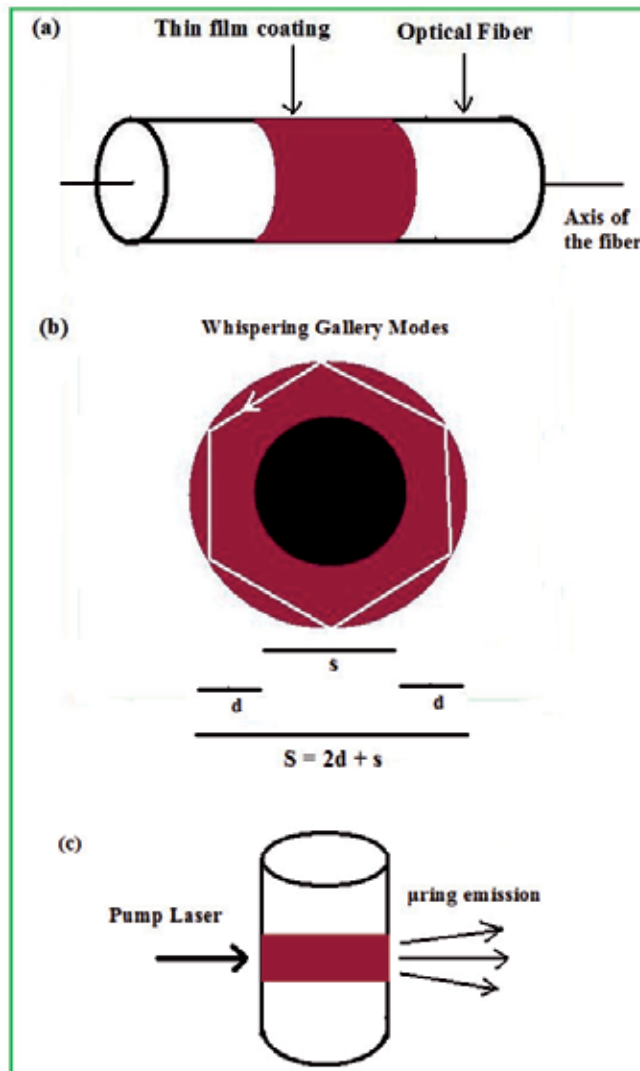 (a)
Thin film coating
Optical Fiber
Axis of
the fiber
(b)
Whispering Gallery Modes
s
d
d
S = 2d + s
(c)
Pump Laser
μring emission